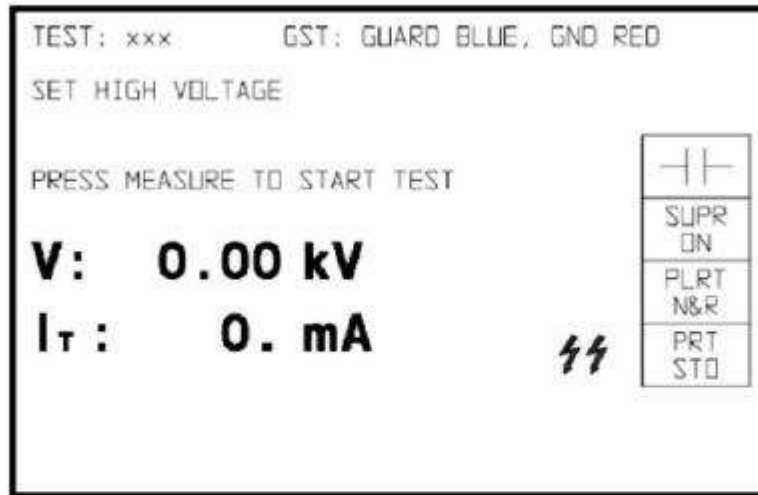 TEST: xxx GST: GUARD BLUE, GND RED
SET HIGH VOLTAGE
PRESS MEASURE TO START TEST
V: 0.00 kV
IT: 0. mA
SUPR
ON
PLRT
N&R
PRT
STO